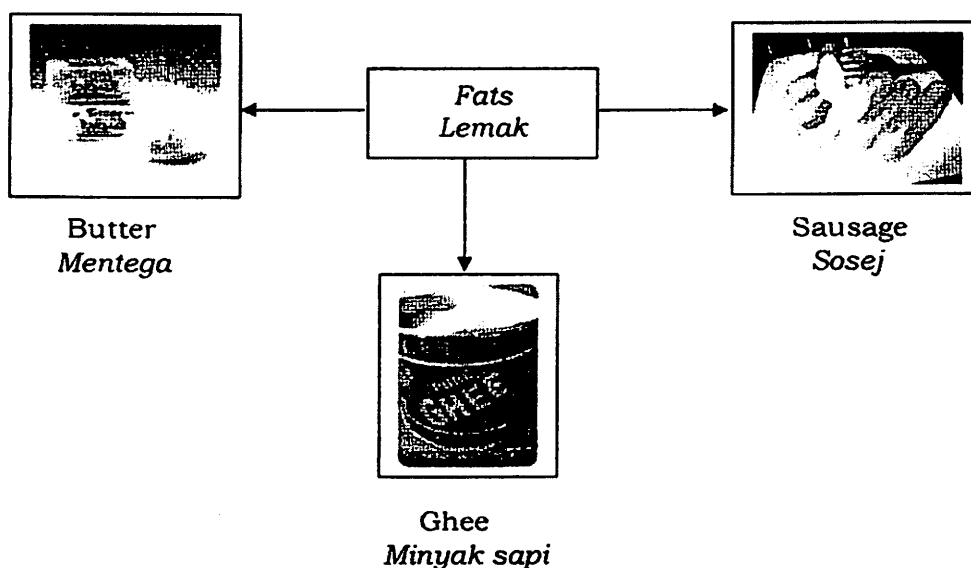 Fats
Lemak
Butter
Mentega
Sausage
Sosej
GHEE
Ghee
Minyak sapi